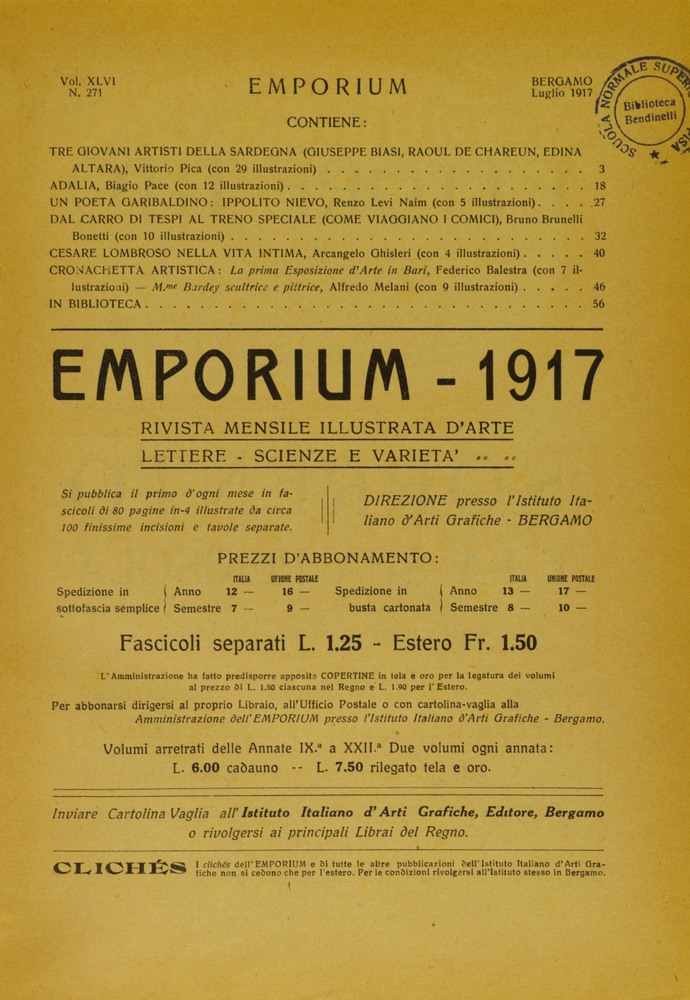 Vol. XLVI
N. 271
EMPORIUM
BERGAMO
Luglio 1917
SCUOLA NORMALE SUPERI
PISA
Biblioteca
Bendinelli
CONTIENE:
TRE GIOVANI ARTISTI DELLA SARDEGNA (GIUSEPPE BIASI, RAOUL DE CHAREUN, EDINA
ALTARA), Vittorio Pica (con 29 illustrazioni) . . . . . . . . . . . . . . . . . . . 3
ADALIA, Biagio Pace (con 12 illustrazioni) . . . . . . . . . . . . . . . . . . . . . . 18
UN POETA GARIBALDINO: IPPOLITO NIEVO, Renzo Levi Naim (con 5 illustrazioni) . . . . 27
DAL CARRO DI TESPI AL TRENO SPECIALE (COME VIAGGIANO I COMICI), Bruno Brunelli
Bonetti (con 10 illustrazioni) . . . . . . . . . . . . . . . . . . . . . . . . . . 32
CESARE LOMBROSO NELLA VITA INTIMA, Arcangelo Ghisleri (con 4 illustrazioni) . . . . . 40
CRONACHETTA ARTISTICA: La prima Esposizione d'Arte in Bari, Federico Balestra (con 7 il-
lustrazioni) — M.me Bardey scultrice e pittrice, Alfredo Melani (con 9 illustrazioni) . . . . . 46
IN BIBLIOTECA . . . . . . . . . . . . . . . . . . . . . . . . . . . . . . . . 56
EMPORIUM - 1917
RIVISTA MENSILE ILLUSTRATA D'ARTE
LETTERE - SCIENZE E VARIETA'
Si pubblica il primo d'ogni mese in fa-
scicoli di 80 pagine in-4 illustrate da circa
100 finissime incisioni e tavole separate.
DIREZIONE presso l'Istituto Ita-
liano d'Arti Grafiche - BERGAMO
PREZZI D'ABBONAMENTO:
ITALIA UNIONE POSTALE ITALIA UNIONE POSTALE
Spedizione in Anno 12 — 16 — Spedizione in Anno 13 — 17 —
sottofascia semplice Semestre 7 — 9 — busta cartonata Semestre 8 — 10 —
Fascicoli separati L. 1.25 - Estero Fr. 1.50
L'Amministrazione ha fatto predisporre apposite COPERTINE in tela e oro per la legatura dei volumi
al prezzo di L. 1.50 ciascuna nel Regno e L. 1.90 per l'Estero.
Per abbonarsi dirigersi al proprio Libraio, all'Ufficio Postale o con cartolina-vaglia alla
Amministrazione dell'EMPORIUM presso l'Istituto Italiano d'Arti Grafiche - Bergamo.
Volumi arretrati delle Annate IX.a a XXII.a Due volumi ogni annata:
L. 6.00 cadauno -- L. 7.50 rilegato tela e oro.
Inviare Cartolina Vaglia all'Istituto Italiano d'Arti Grafiche, Editore, Bergamo
o rivolgersi ai principali Librai del Regno.
CLICHÉS I clichés dell'EMPORIUM e di tutte le altre pubblicazioni dell'Istituto Italiano d'Arti Gra-
fiche non si cedono che per l'estero. Per le condizioni rivolgersi all'Istituto stesso in Bergamo.